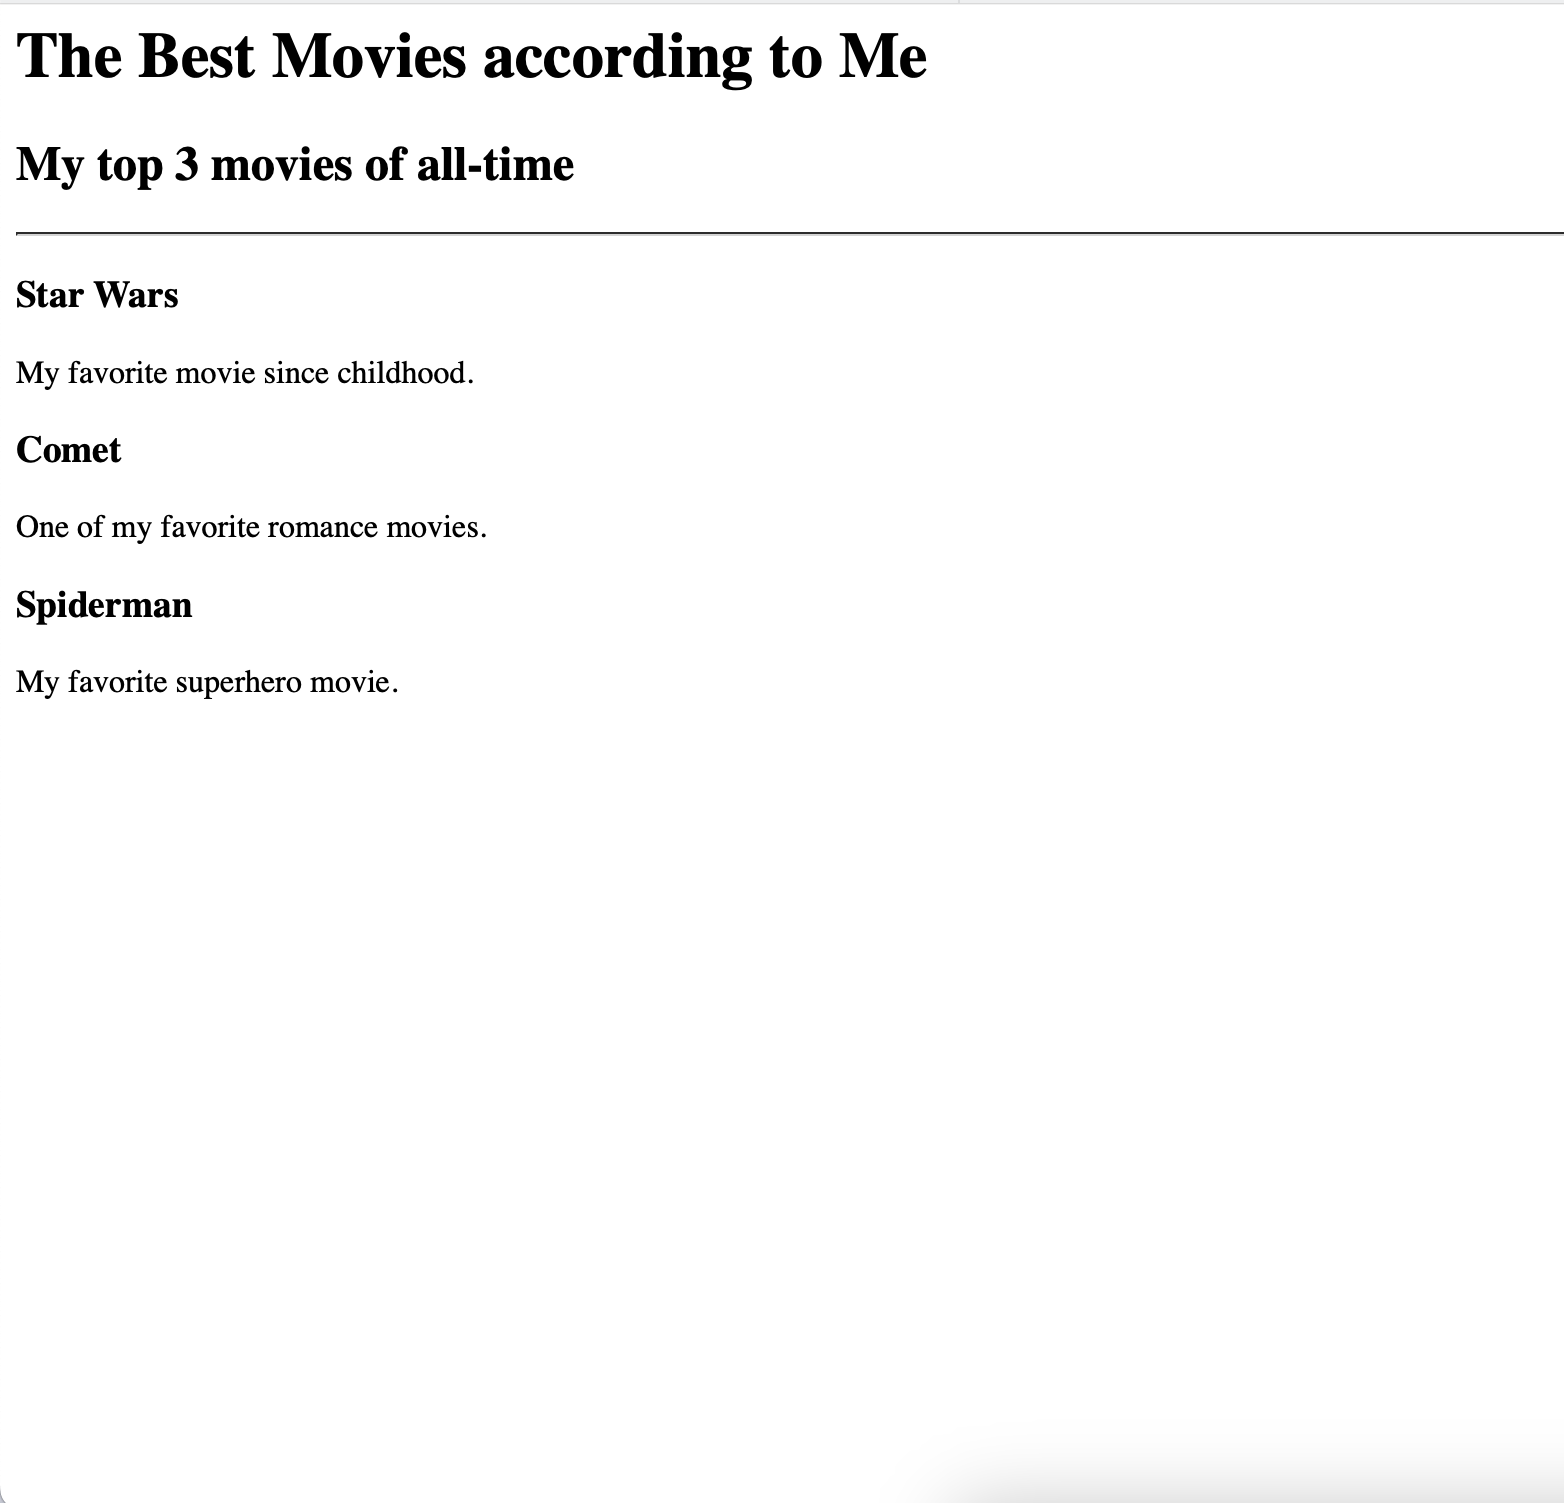 The Best Movies according to Me
My top 3 movies of all-time
Star Wars
My favorite movie since childhood.
Comet
One of my favorite romance movies.
Spiderman
My favorite superhero movie.